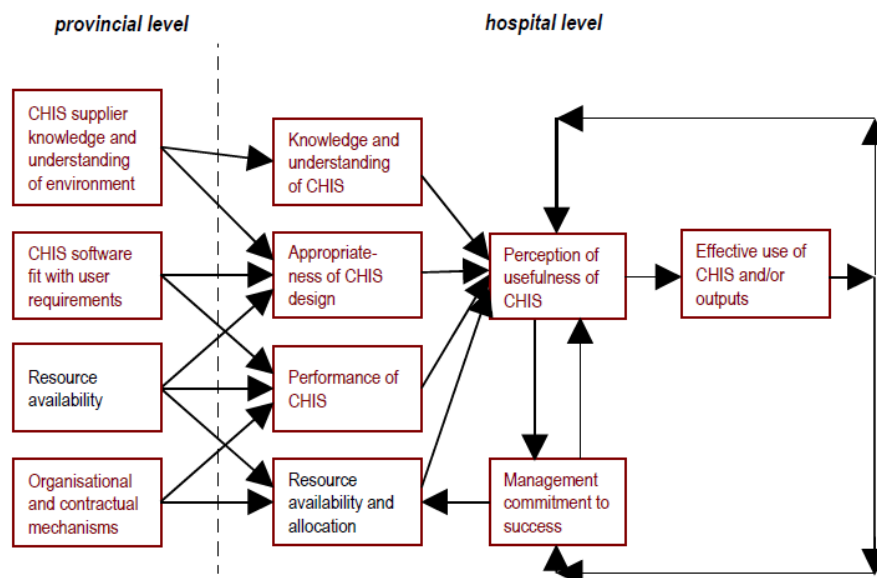 provincial level
hospital level
CHIS supplier
knowledge and
understanding
of environment
Knowledge and
understanding
of CHIS
CHIS software
fit with user
requirements
Appropriate-
ness of CHIS
design
Perception of
usefulness of
CHIS
Effective use of
CHIS and/or
outputs
Resource
availability
Performance of
CHIS
Organisational
and contractual
mechanisms
Resource
availability and
allocation
Management
commitment to
success